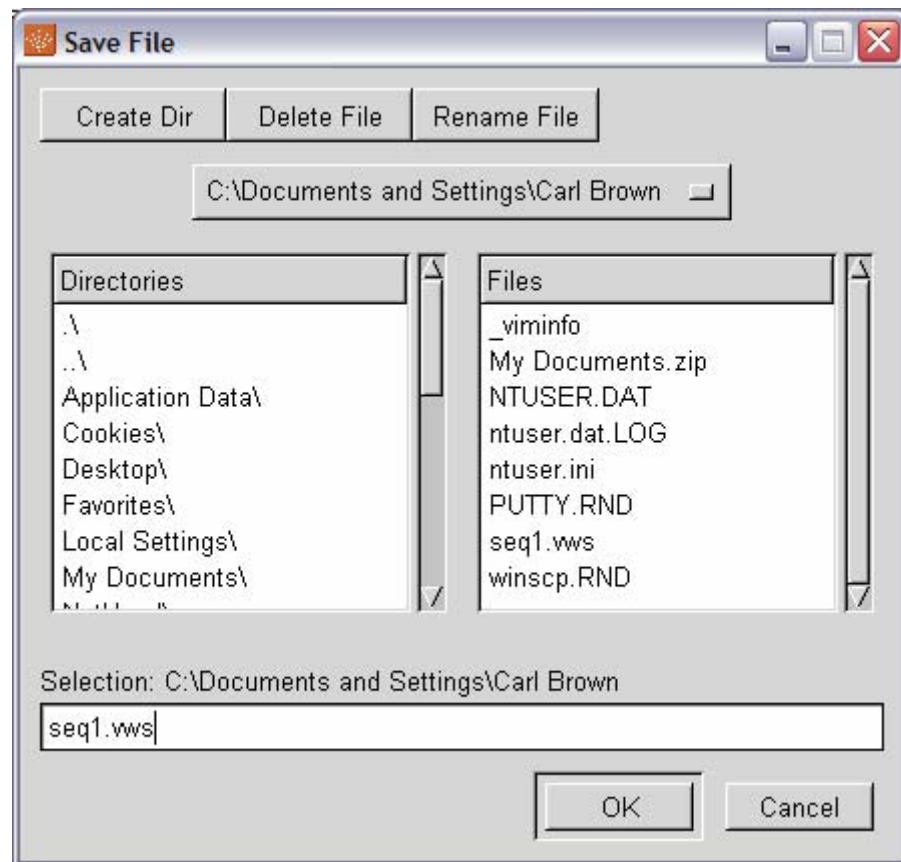 Save File
Create Dir Delete File Rename File
C:\Documents and Settings\Carl Brown
Directories
.\
..\
Application Data\
Cookies\
Desktop\
Favorites\
Local Settings\
My Documents\
Files
_viminfo
My Documents.zip
NTUSER.DAT
ntuser.dat.LOG
ntuser.ini
PUTTY.RND
seq1.vws
winscp.RND
Selection: C:\Documents and Settings\Carl Brown
seq1.vws
OK Cancel